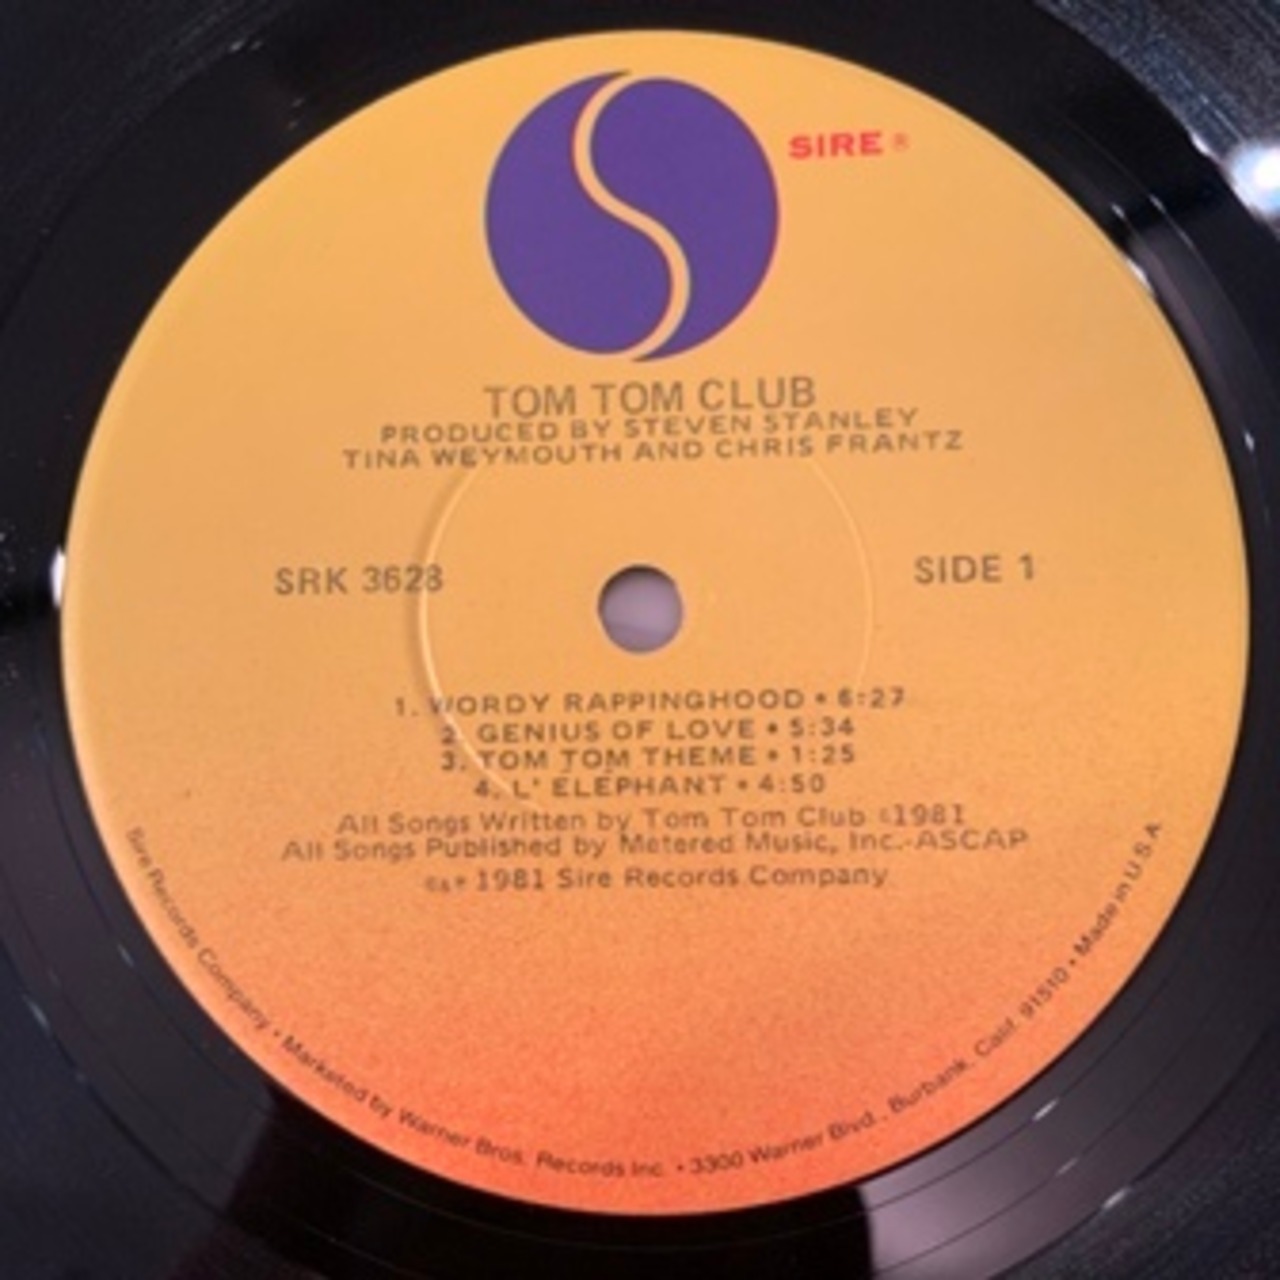 SIRE ®
TOM TOM CLUB
PRODUCED BY STEVEN STANLEY
TINA WEYMOUTH AND CHRIS FRANTZ
SRK 3628
SIDE 1
1. WORDY RAPPINGHOOD • 6:27
2. GENIUS OF LOVE • 5:34
3. TOM TOM THEME • 1:25
4. L' ELÉPHANT • 4:50
All Songs Written by Tom Tom Club ©1981
All Songs Published by Metered Music, Inc.-ASCAP
©&℗ 1981 Sire Records Company
Sire Records Company • Marketed by Warner Bros. Records Inc. • 3300 Warner Blvd., Burbank, Calif. 91510 • Made in U.S.A.